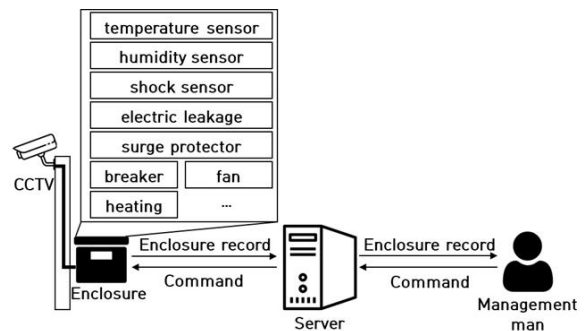 temperature sensor
humidity sensor
shock sensor
electric leakage
surge protector
breaker
fan
heating
...
CCTV
Enclosure record
Enclosure record
Command
Command
Enclosure
Server
Management
man